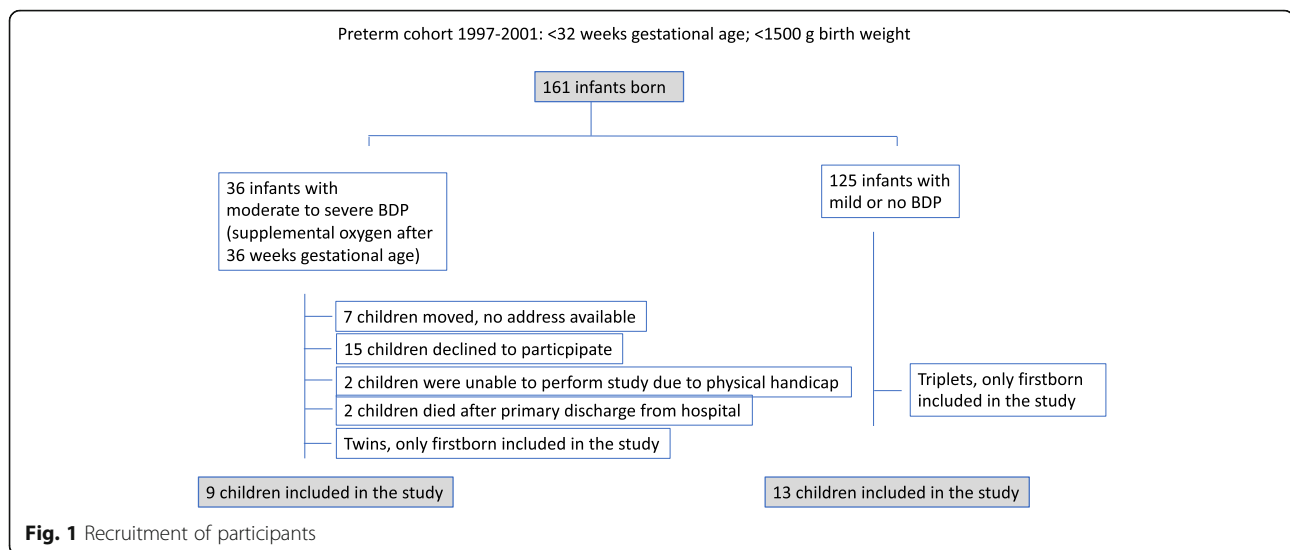 Preterm cohort 1997-2001: <32 weeks gestational age; <1500 g birth weight
161 infants born
36 infants with
moderate to severe BDP
(supplemental oxygen after
36 weeks gestational age)
125 infants with
mild or no BDP
7 children moved, no address available
15 children declined to particpipate
2 children were unable to perform study due to physical handicap
2 children died after primary discharge from hospital
Twins, only firstborn included in the study
Triplets, only firstborn
included in the study
9 children included in the study
13 children included in the study
Fig. 1 Recruitment of participants